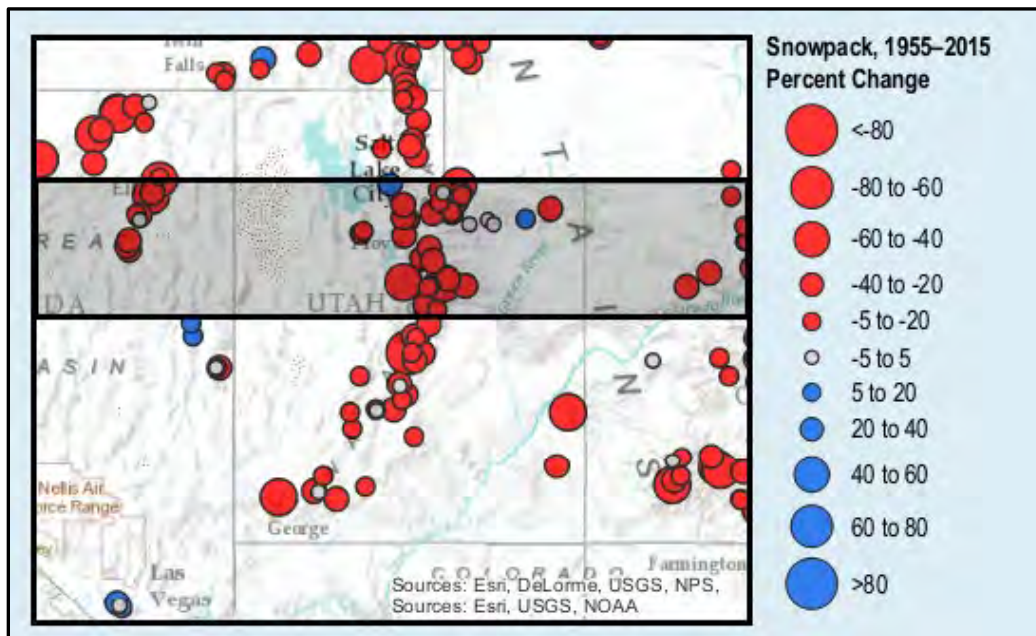 Falls
Salt
Lake
City
REA
DA
UTAH
ASIN
N
T
A
I
N
S
Nellis Air
orce Range
George
Las
Vegas
Farmington
COLORADO
Sources: Esri, DeLorme, USGS, NPS,
Sources: Esri, USGS, NOAA
Snowpack, 1955–2015
Percent Change
<-80
-80 to -60
-60 to -40
-40 to -20
-5 to -20
-5 to 5
5 to 20
20 to 40
40 to 60
60 to 80
>80